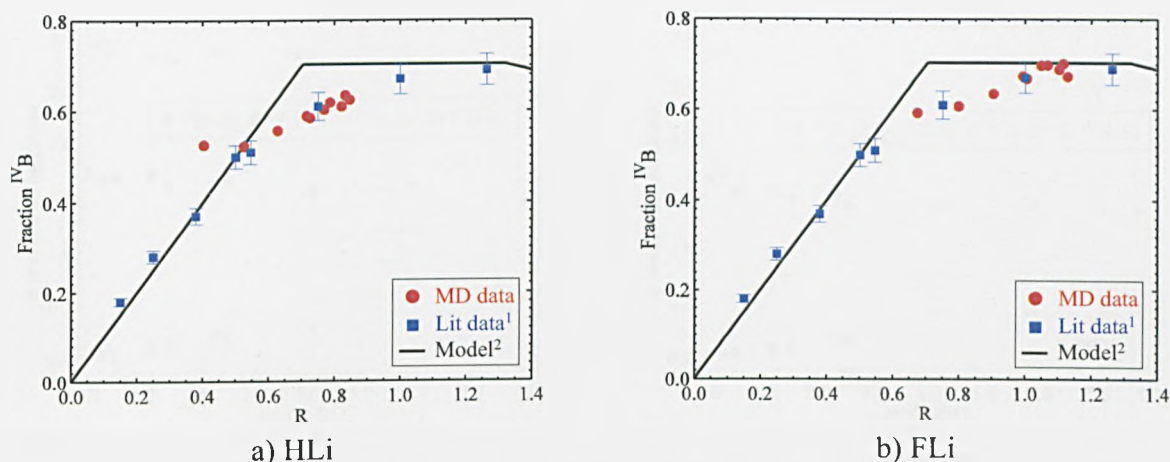 0.8
0.6
0.4
0.2
0.0
Fraction ᴵⱽB
MD data
Lit data¹
Model²
0.0 0.2 0.4 0.6 0.8 1.0 1.2 1.4
R
a) HLi
0.8
0.6
0.4
0.2
0.0
Fraction ᴵⱽB
MD data
Lit data¹
Model²
0.0 0.2 0.4 0.6 0.8 1.0 1.2 1.4
R
b) FLi